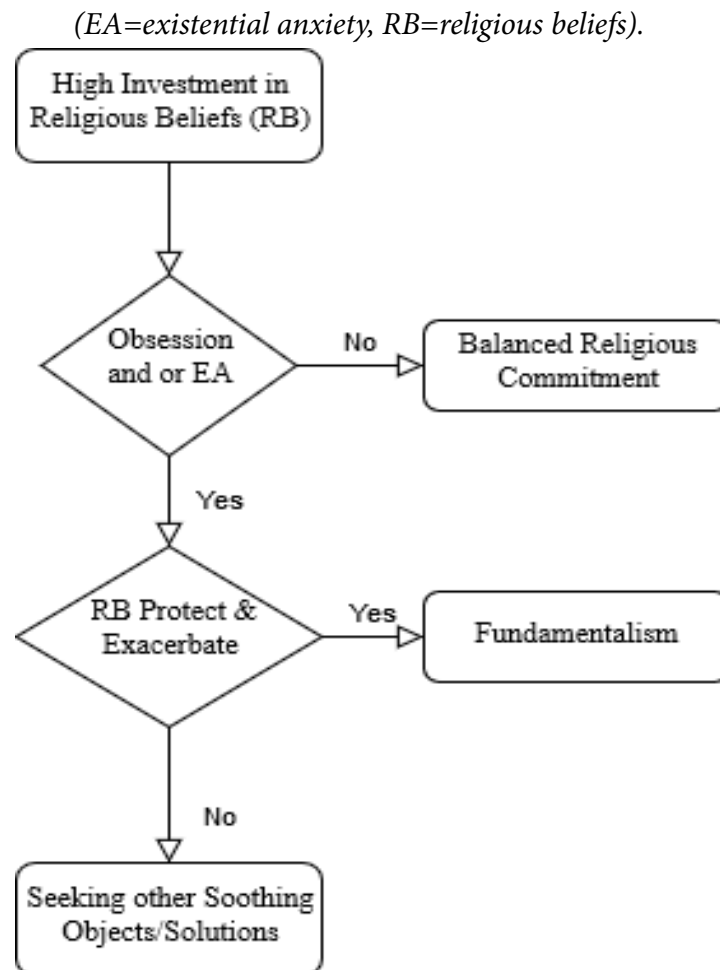 (EA=existential anxiety, RB=religious beliefs).
High Investment in
Religious Beliefs (RB)
Obsession
and or EA
No
Balanced Religious
Commitment
Yes
RB Protect &
Exacerbate
Yes
Fundamentalism
No
Seeking other Soothing
Objects/Solutions